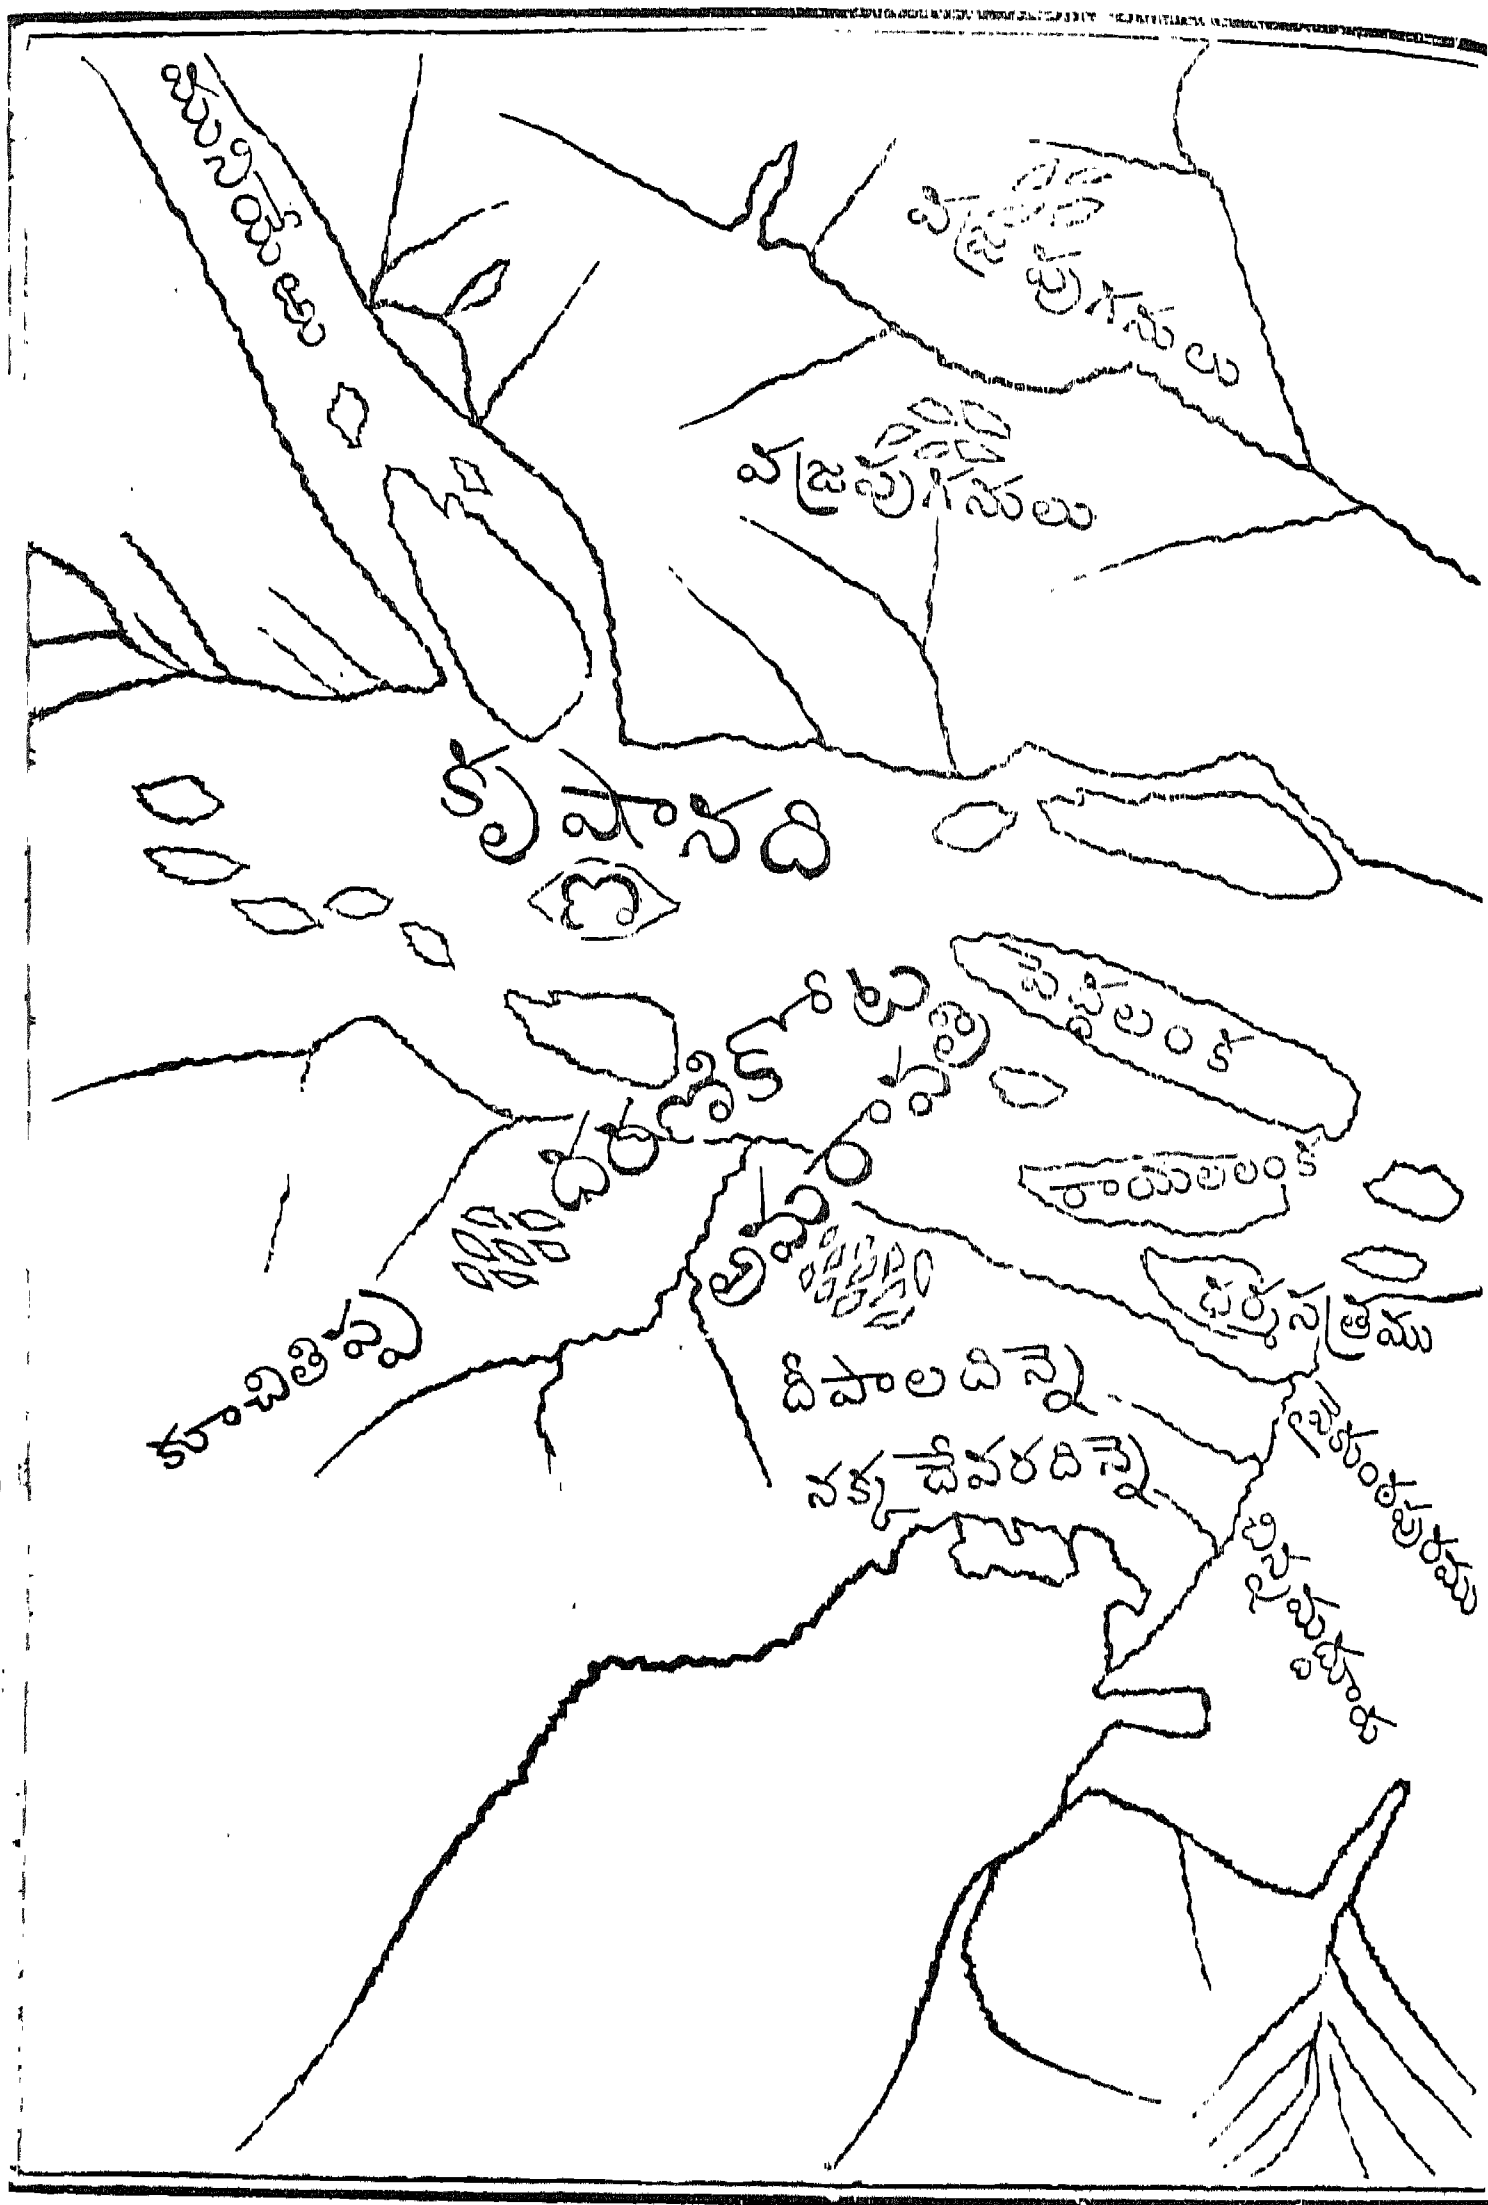 మునియేఱు
వజ్రపుగనులు
వజ్రపుగనులు
కృష్ణానది
పెద్దలంక
ధరణికోట
రాయలలంక
అమరావతి
ధర్మసత్రము
కూచితిప్ప
దీపాలదిన్నె
నక్కదేవరదిన్నె
వైకుంఠపురము